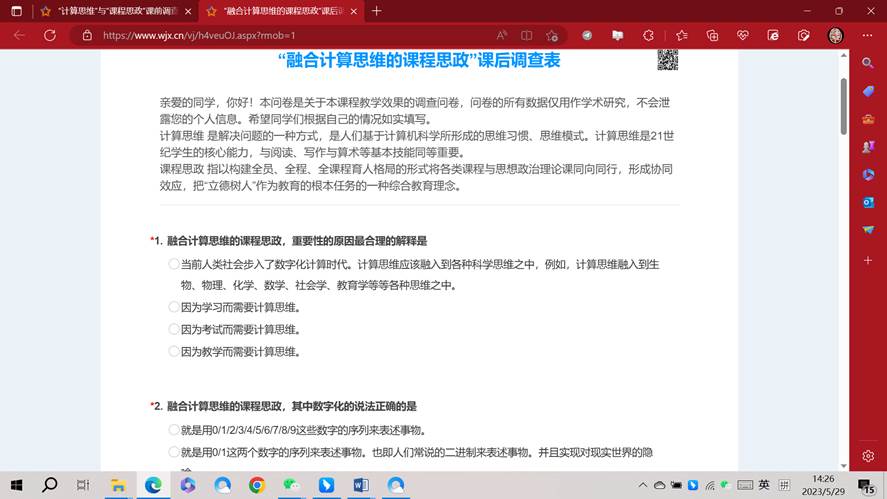 “计算思维”与“课程思政”课前调查
“融合计算思维的课程思政”课后调
https://www.wjx.cn/vj/h4veuOJ.aspx?rmob=1
“融合计算思维的课程思政”课后调查表
亲爱的同学，你好！本问卷是关于本课程教学效果的调查问卷，问卷的所有数据仅用作学术研究，不会泄
露您的个人信息。希望同学们根据自己的情况如实填写。
计算思维 是解决问题的一种方式，是人们基于计算机科学所形成的思维习惯、思维模式。计算思维是21世
纪学生的核心能力，与阅读、写作与算术等基本技能同等重要。
课程思政 指以构建全员、全程、全课程育人格局的形式将各类课程与思想政治理论课同向同行，形成协同
效应，把“立德树人”作为教育的根本任务的一种综合教育理念。
*1. 融合计算思维的课程思政，重要性的原因最合理的解释是
当前人类社会步入了数字化计算时代。计算思维应该融入到各种科学思维之中，例如，计算思维融入到生
物、物理、化学、数学、社会学、教育学等等各种思维之中。
因为学习而需要计算思维。
因为考试而需要计算思维。
因为教学而需要计算思维。
*2. 融合计算思维的课程思政，其中数字化的说法正确的是
就是用0/1/2/3/4/5/6/7/8/9这些数字的序列来表述事物。
就是用0/1这两个数字的序列来表述事物。也即人们常说的二进制来表述事物。并且实现对现实世界的隐
英
拼
14:26
2023/5/29
15